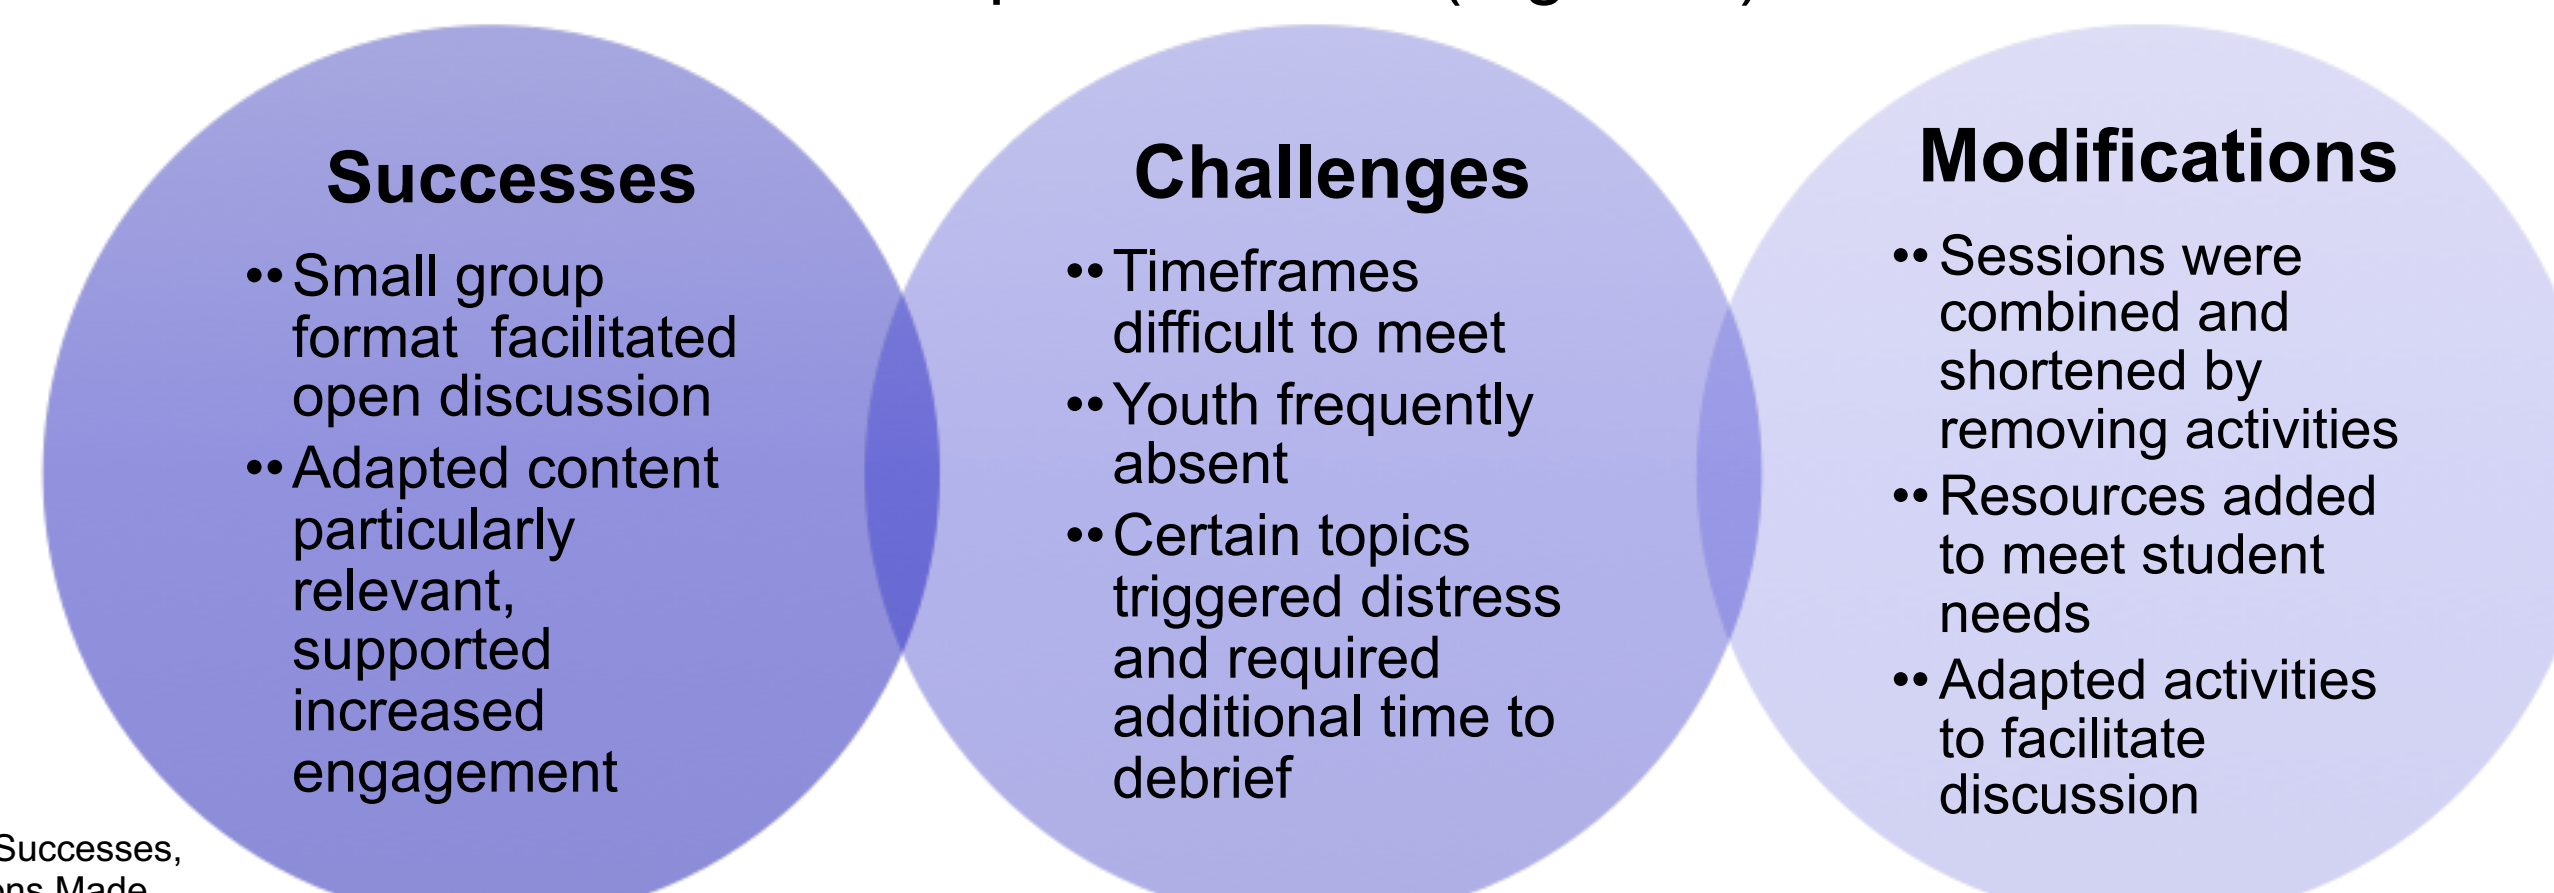 Successes
•• Small group
format facilitated
open discussion
•• Adapted content
particularly
relevant,
supported
increased
engagement
Challenges
•• Timeframes
difficult to meet
•• Youth frequently
absent
•• Certain topics
triggered distress
and required
additional time to
debrief
Modifications
•• Sessions were
combined and
shortened by
removing activities
•• Resources added
to meet student
needs
•• Adapted activities
to facilitate
discussion
Successes,
Made